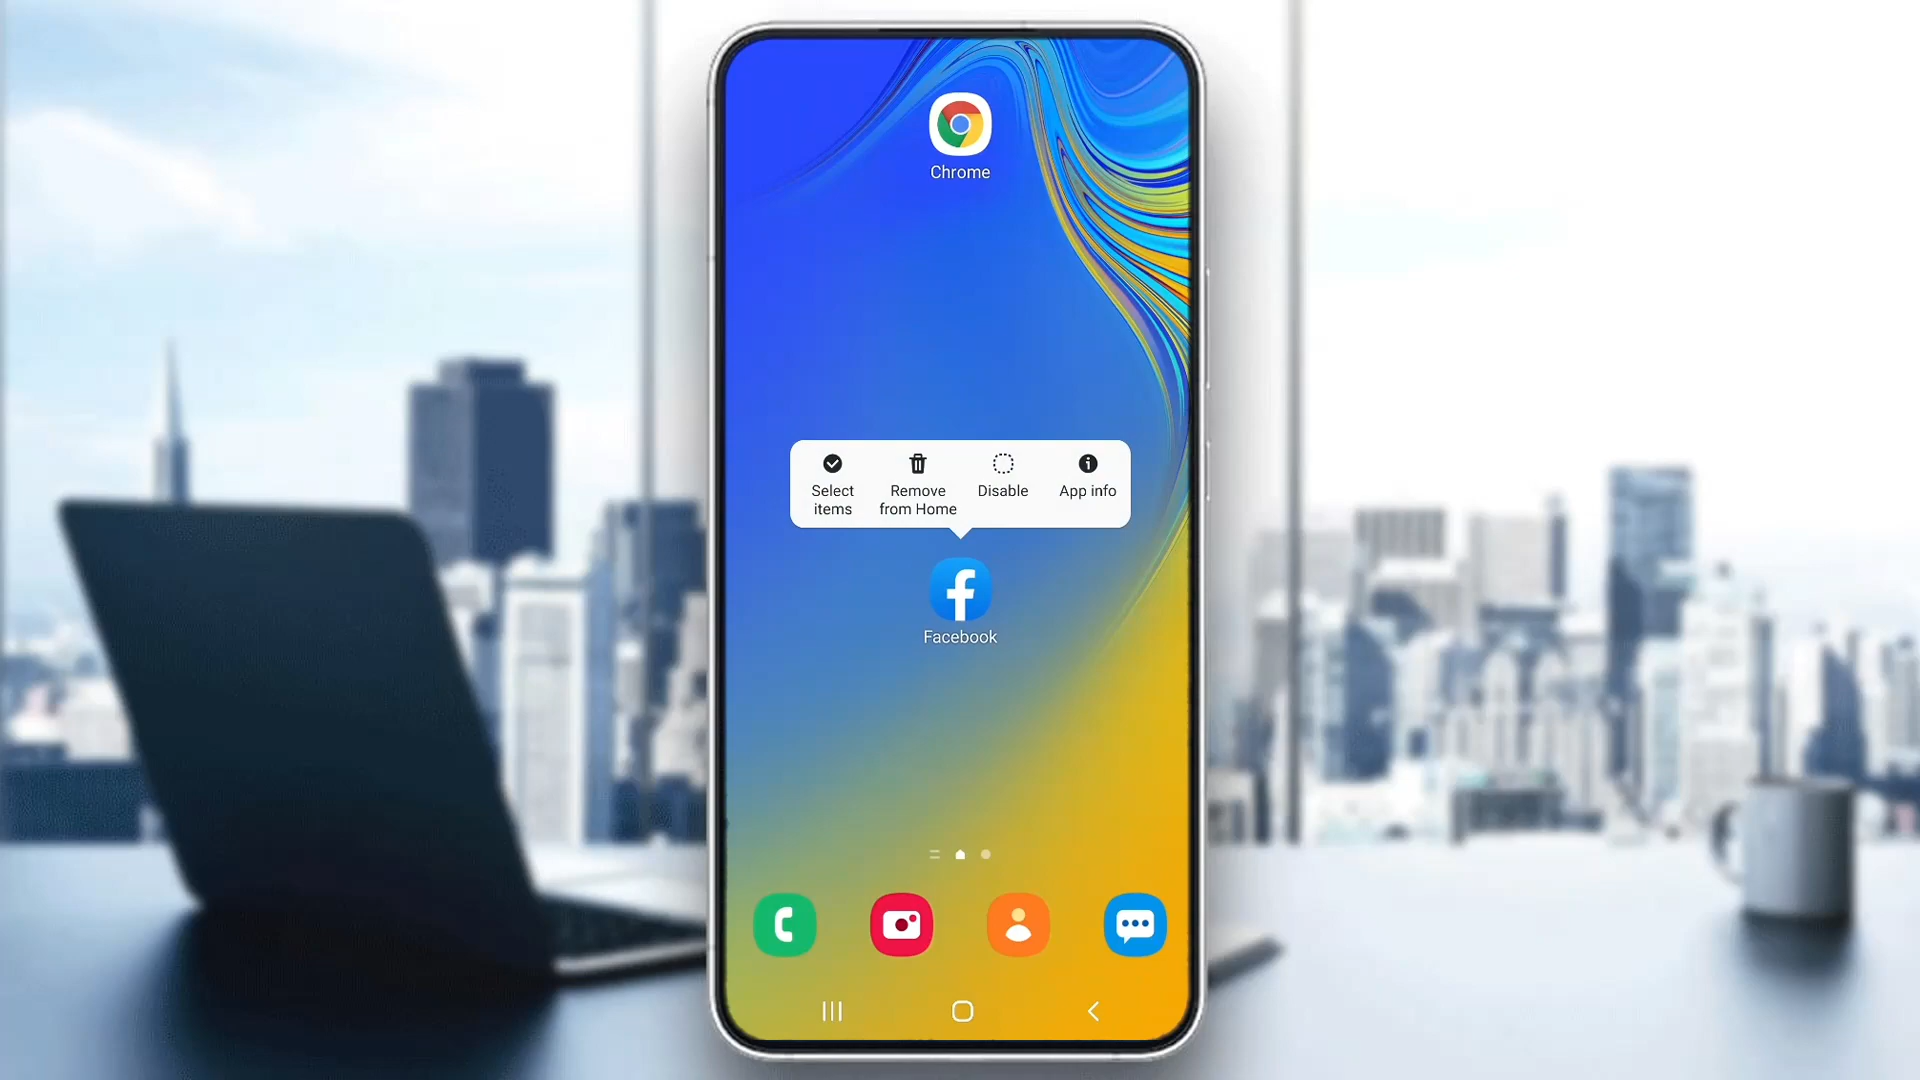 Chrome
Select items
Remove from Home
Disable
App info
Facebook